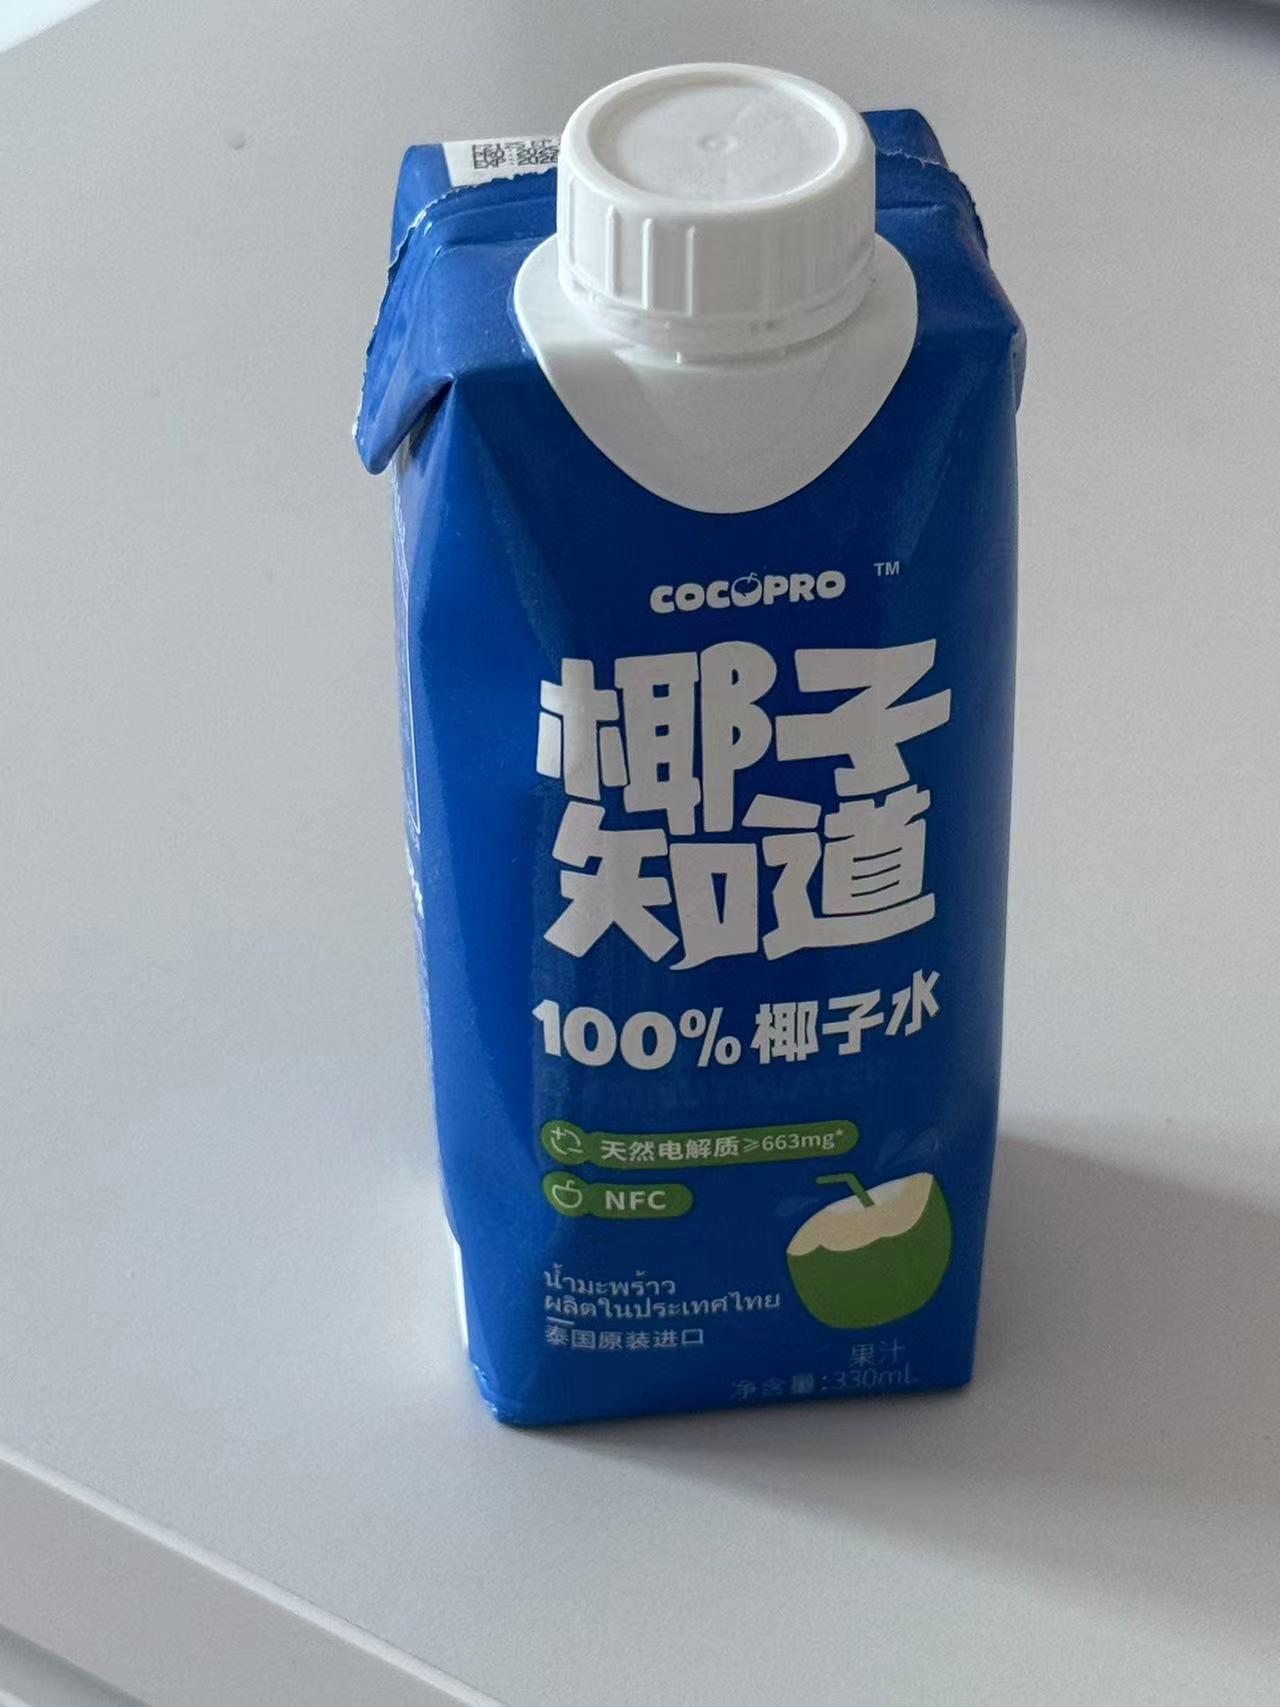 COCOPRO TM
椰子
知道
100%椰子水
天然电解质≥663mg*
NFC
น้ำมะพร้าว
ผลิตในประเทศไทย
泰国原装进口
果汁
净含量:330mL